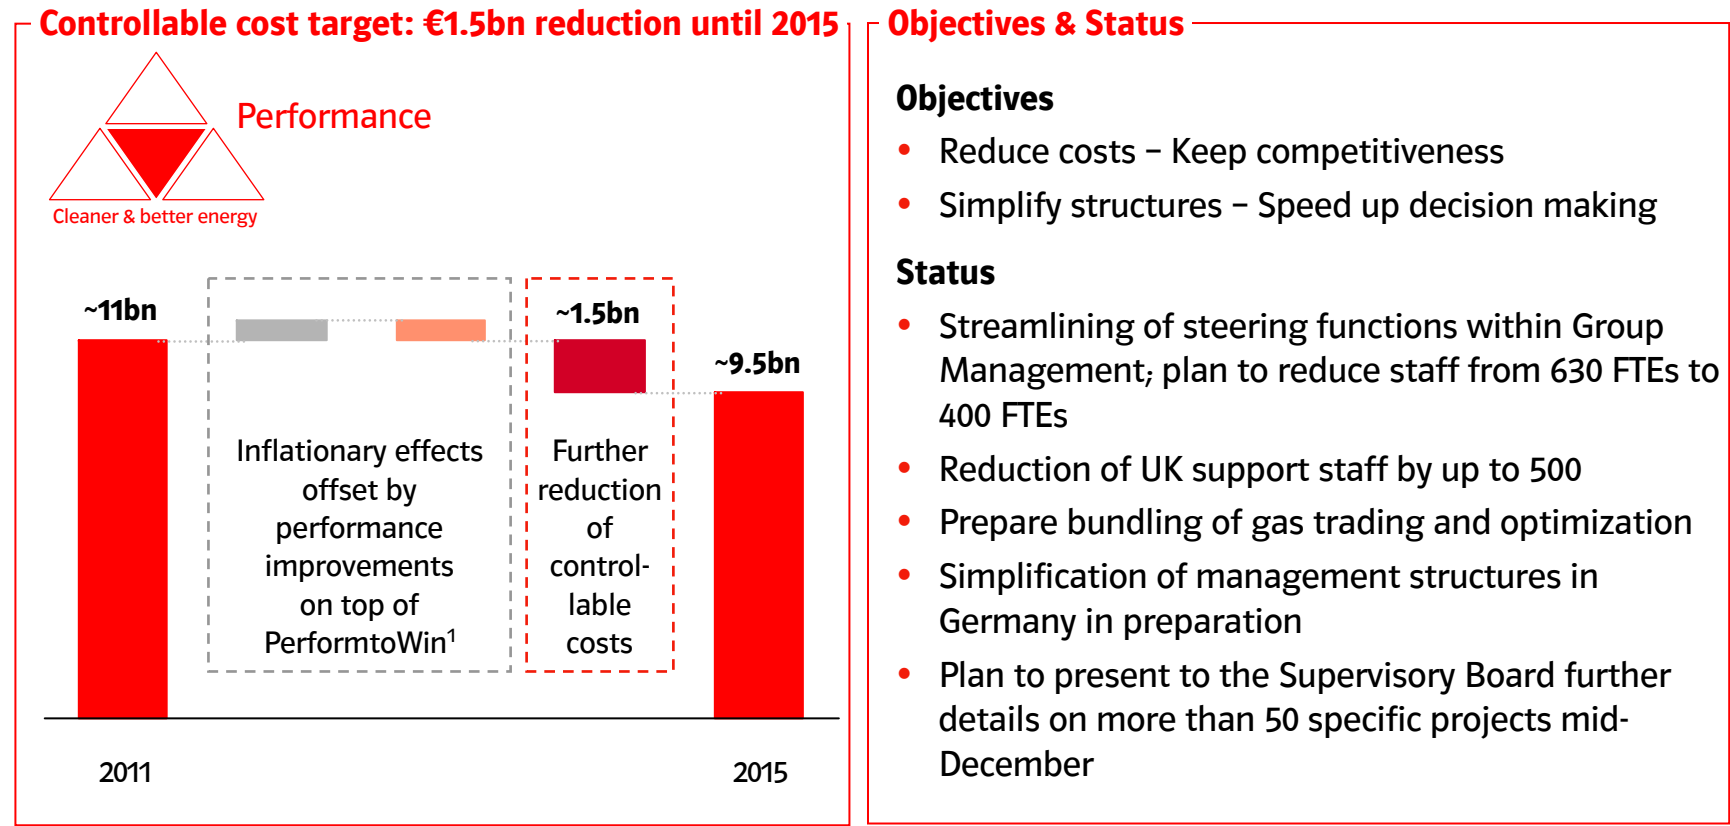 Controllable cost target: €1.5bn reduction until 2015
Performance
Cleaner & better energy
~11bn
~1.5bn
~9.5bn
Inflationary effects
offset by
performance
improvements
on top of
PerformtoWin¹
Further
reduction
of
control-
lable
costs
2011
2015
Objectives & Status
Objectives
• Reduce costs – Keep competitiveness
• Simplify structures – Speed up decision making
Status
• Streamlining of steering functions within Group
Management; plan to reduce staff from 630 FTEs to
400 FTEs
• Reduction of UK support staff by up to 500
• Prepare bundling of gas trading and optimization
• Simplification of management structures in
Germany in preparation
• Plan to present to the Supervisory Board further
details on more than 50 specific projects mid-
December